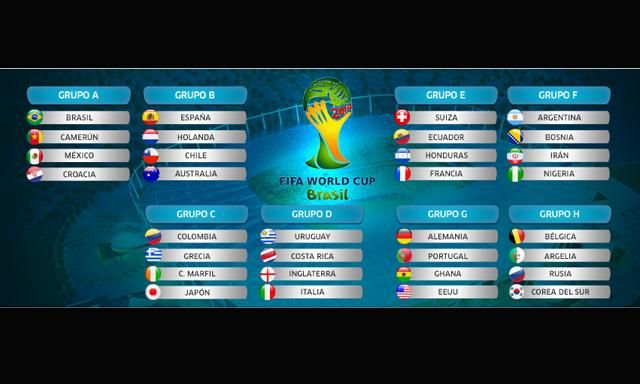 GRUPO A
BRASIL
CAMERÚN
MÉXICO
CROACIA
GRUPO B
ESPAÑA
HOLANDA
CHILE
AUSTRALIA
2014
FIFA WORLD CUP
Brasil
GRUPO E
SUIZA
ECUADOR
HONDURAS
FRANCIA
GRUPO F
ARGENTINA
BOSNIA
IRÁN
NIGERIA
GRUPO C
COLOMBIA
GRECIA
C. MARFIL
JAPÓN
GRUPO D
URUGUAY
COSTA RICA
INGLATERRA
ITALIA
GRUPO G
ALEMANIA
PORTUGAL
GHANA
EEUU
GRUPO H
BÉLGICA
ARGELIA
RUSIA
COREA DEL SUR